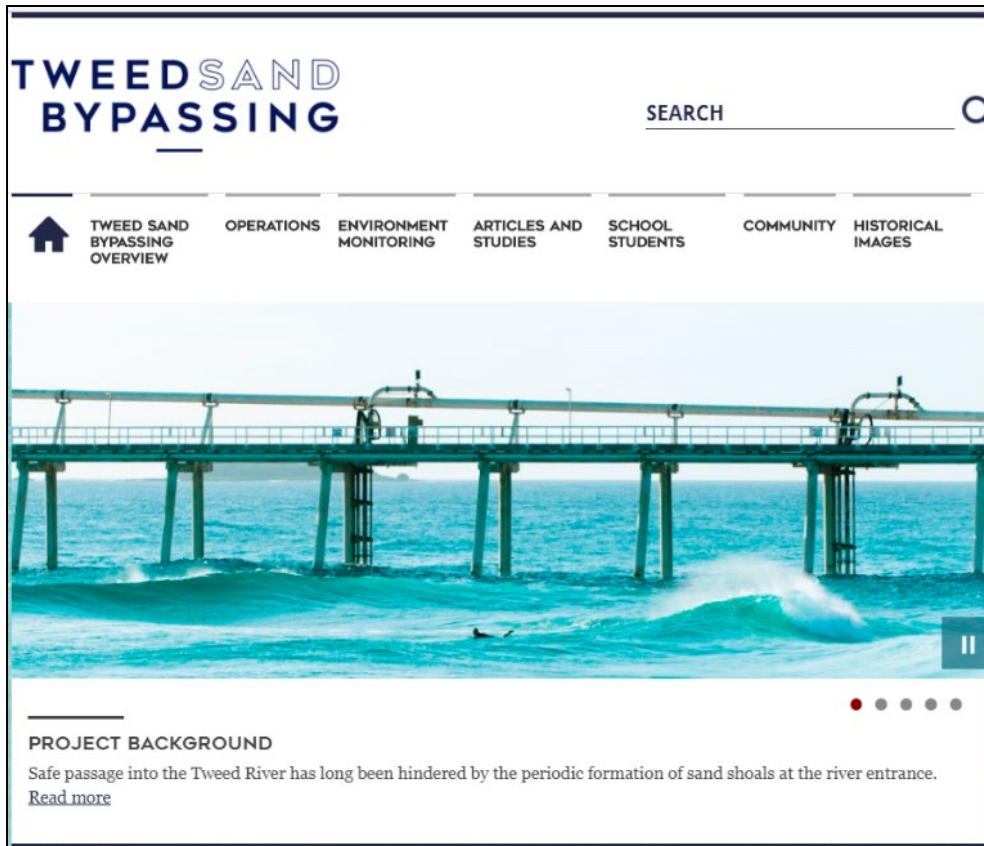 TWEEDSAND
BYPASSING
SEARCH
TWEED SAND
BYPASSING
OVERVIEW
OPERATIONS
ENVIRONMENT
MONITORING
ARTICLES AND
STUDIES
SCHOOL
STUDENTS
COMMUNITY
HISTORICAL
IMAGES
PROJECT BACKGROUND
Safe passage into the Tweed River has long been hindered by the periodic formation of sand shoals at the river entrance.
Read more